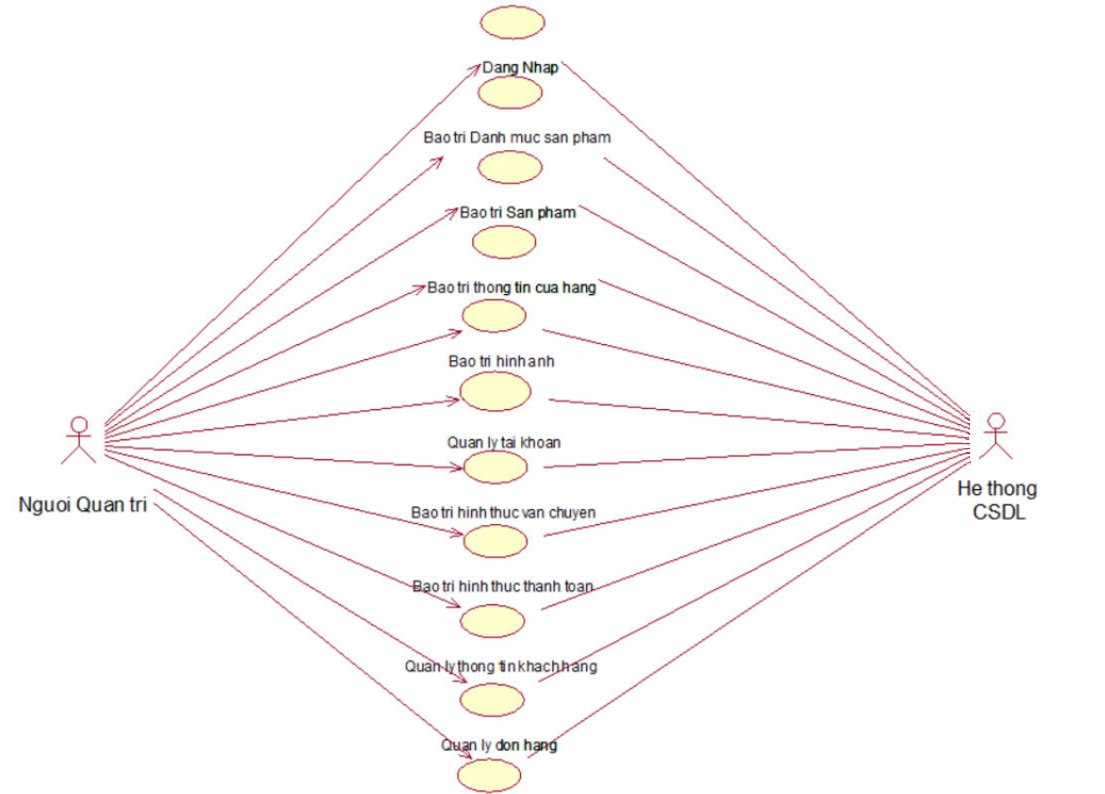 Dang Nhap
Bao tri Danh muc san pham
Bao tri San pham
Bao tri thong tin cua hang
Bao tri hinh anh
Quan ly tai khoan
Nguoi Quan tri
He thong
CSDL
Bao tri hinh thuc van chuyen
Bao tri hinh thuc thanh toan
Quan ly thong tin khach hang
Quan ly don hang